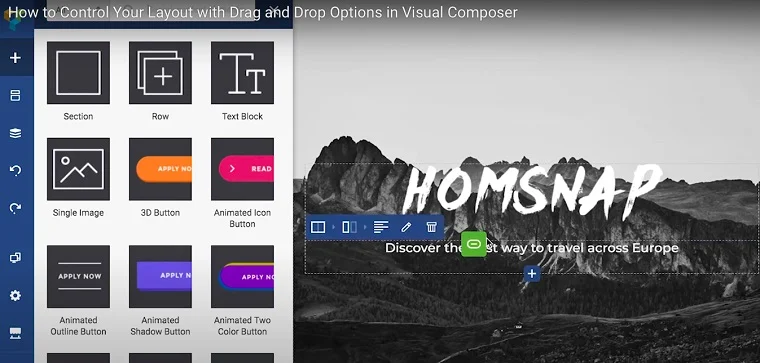 How to Control Your Layout with Drag and Drop Options in Visual Composer
Section
Row
Text Block
APPLY NO
READ
Single Image
3D Button
Animated Icon
Button
APPLY NOW
APPLY NOW
APPLY NO
Animated
Outline Button
Animated
Shadow Button
Animated Two
Color Button
HOMSNAP
Discover the st way to travel across Europe